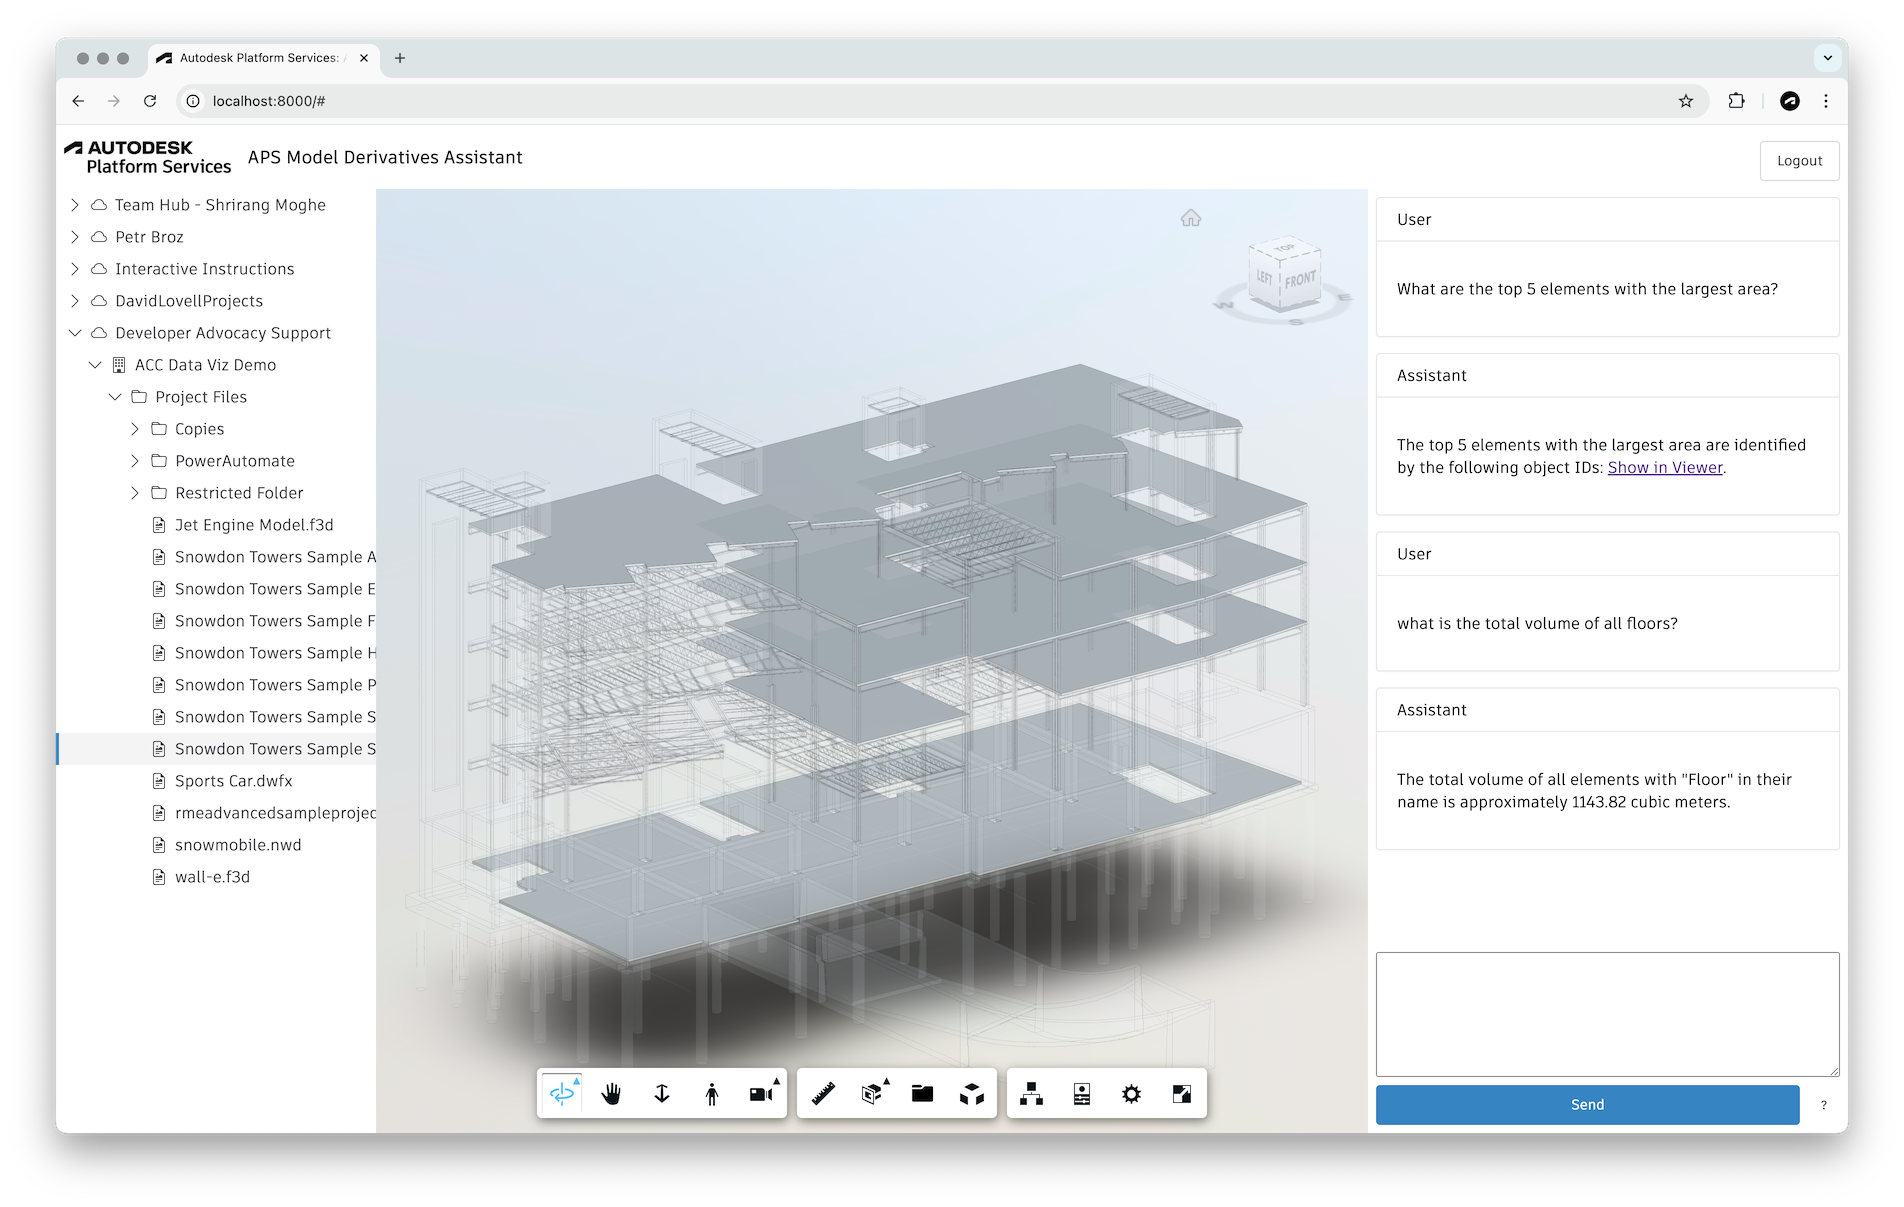 Autodesk Platform Services:
localhost:8000/#
AUTODESK
Platform Services
APS Model Derivatives Assistant
Logout
Team Hub - Shrirang Moghe
Petr Broz
Interactive Instructions
DavidLovellProjects
Developer Advocacy Support
ACC Data Viz Demo
Project Files
Copies
PowerAutomate
Restricted Folder
Jet Engine Model.f3d
Snowdon Towers Sample A
Snowdon Towers Sample E
Snowdon Towers Sample F
Snowdon Towers Sample H
Snowdon Towers Sample P
Snowdon Towers Sample S
Snowdon Towers Sample S
Sports Car.dwfx
rmeadvancedsampleprojec
snowmobile.nwd
wall-e.f3d
TOP
LEFT
FRONT
W
E
S
User
What are the top 5 elements with the largest area?
Assistant
The top 5 elements with the largest area are identified
by the following object IDs: Show in Viewer.
User
what is the total volume of all floors?
Assistant
The total volume of all elements with "Floor" in their
name is approximately 1143.82 cubic meters.
Send
?